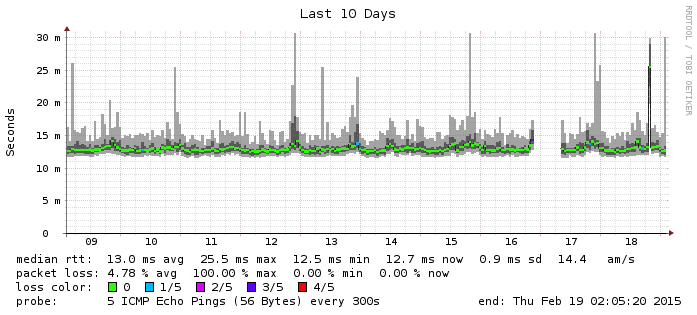 Last 10 Days
RRDTOOL / TOBI OETIKER
Seconds
30 m
25 m
20 m
15 m
10 m
5 m
0
09 10 11 12 13 14 15 16 17 18
median rtt: 13.0 ms avg 25.5 ms max 12.5 ms min 12.7 ms now 0.9 ms sd 14.4 am/s
packet loss: 4.78 % avg 100.00 % max 0.00 % min 0.00 % now
loss color: 0 1/5 2/5 3/5 4/5
probe: 5 ICMP Echo Pings (56 Bytes) every 300s end: Thu Feb 19 02:05:20 2015